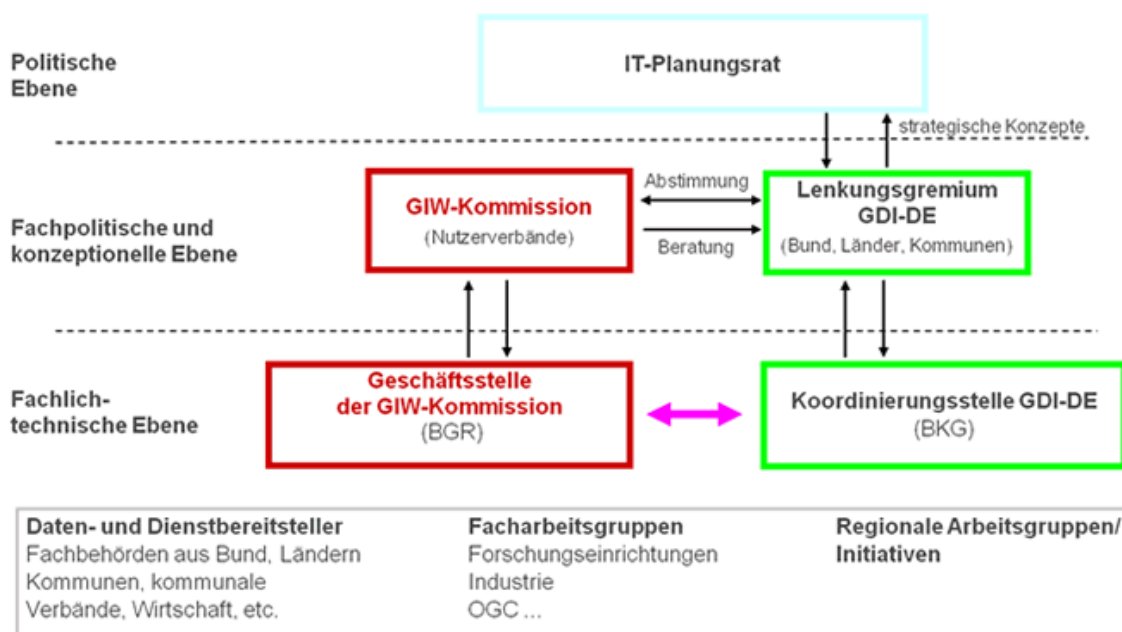 Politische
Ebene
IT-Planungsrat
strategische Konzepte
Fachpolitische und
konzeptionelle Ebene
GIW-Kommission
(Nutzerverbände)
Abstimmung
Beratung
Lenkungsgremium
GDI-DE
(Bund, Länder, Kommunen)
Fachlich-
technische Ebene
Geschäftsstelle
der GIW-Kommission
(BGR)
Koordinierungsstelle GDI-DE
(BKG)
Daten- und Dienstbereitsteller
Fachbehörden aus Bund, Ländern
Kommunen, kommunale
Verbände, Wirtschaft, etc.
Facharbeitsgruppen
Forschungseinrichtungen
Industrie
OGC ...
Regionale Arbeitsgruppen/
Initiativen